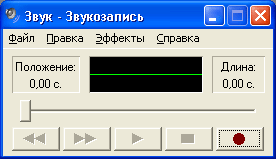 Звук - Звукозапись
Файл Правка Эффекты Справка
Положение: Длина:
0,00 с. 0,00 с.